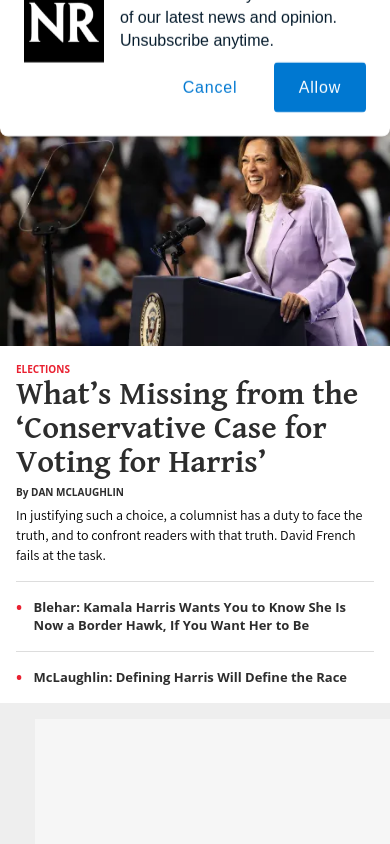 NR
of our latest news and opinion.
Unsubscribe anytime.
Cancel
Allow
ELECTIONS
What’s Missing from the
‘Conservative Case for
Voting for Harris’
By DAN MCLAUGHLIN
In justifying such a choice, a columnist has a duty to face the
truth, and to confront readers with that truth. David French
fails at the task.
• Blehar: Kamala Harris Wants You to Know She Is
Now a Border Hawk, If You Want Her to Be
• McLaughlin: Defining Harris Will Define the Race